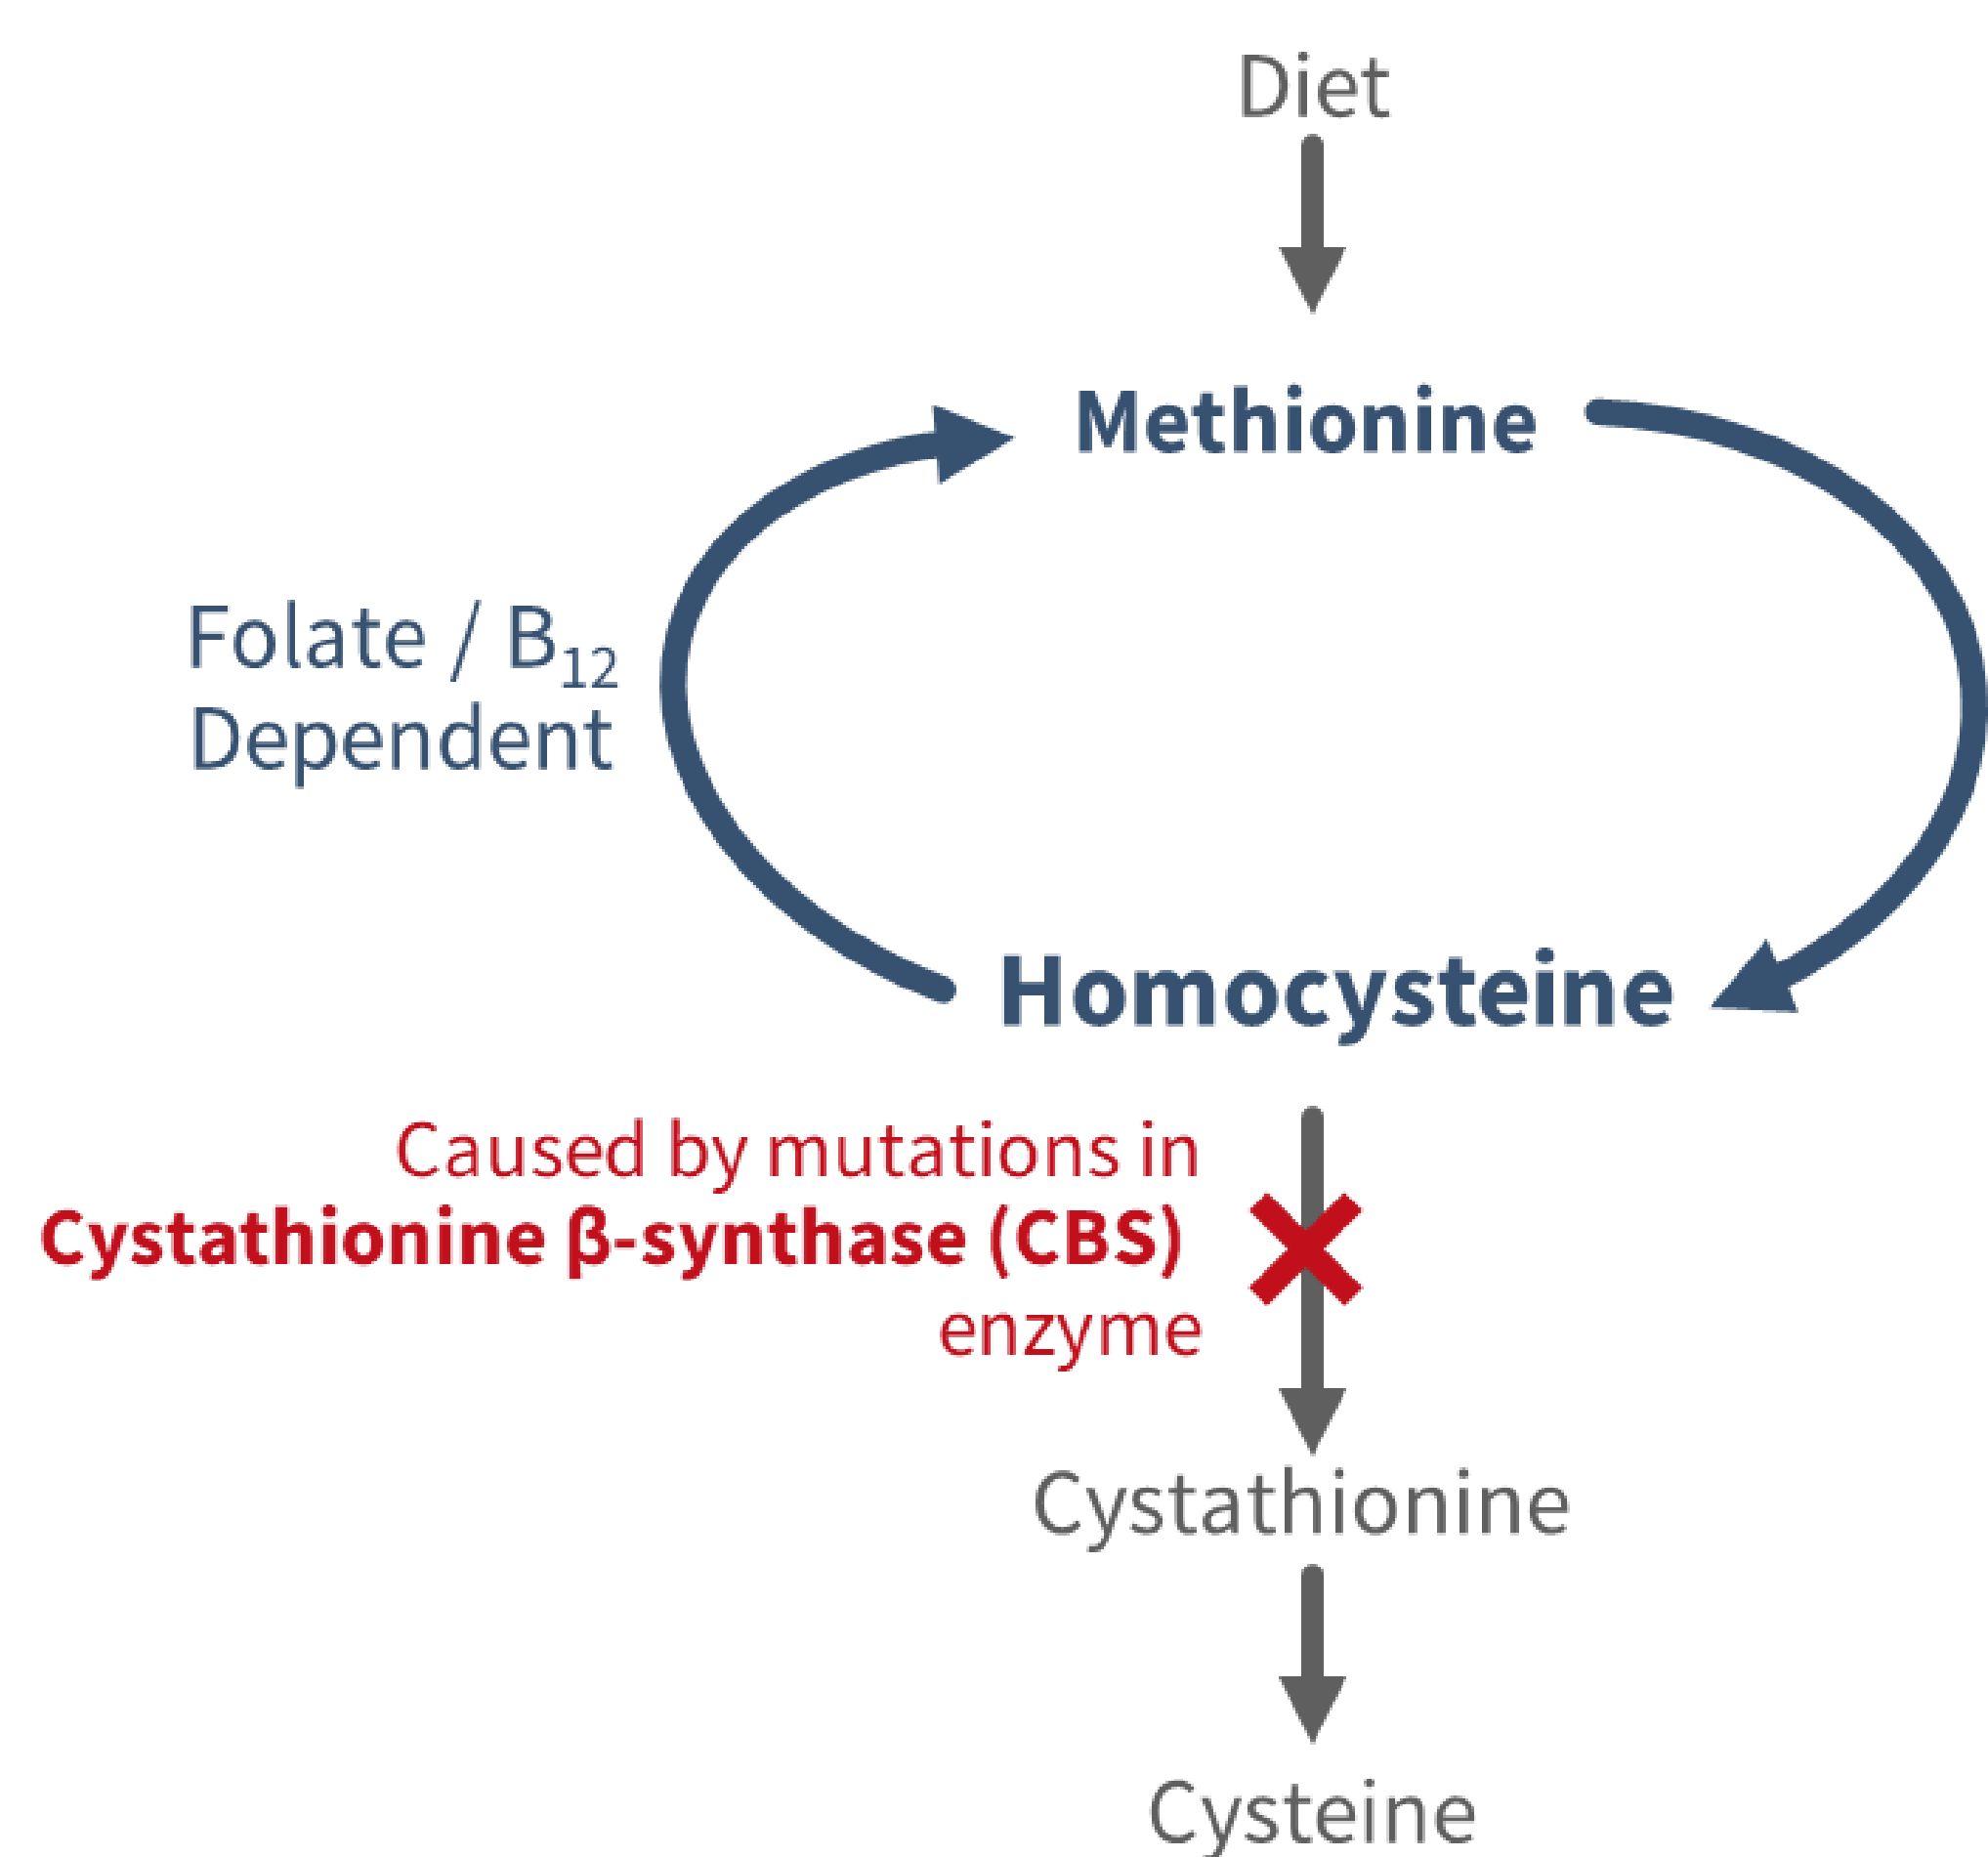 Diet
Methionine
Folate / B₁₂
Dependent
Homocysteine
Caused by mutations in
Cystathionine β-synthase (CBS)
enzyme
Cystathionine
Cysteine